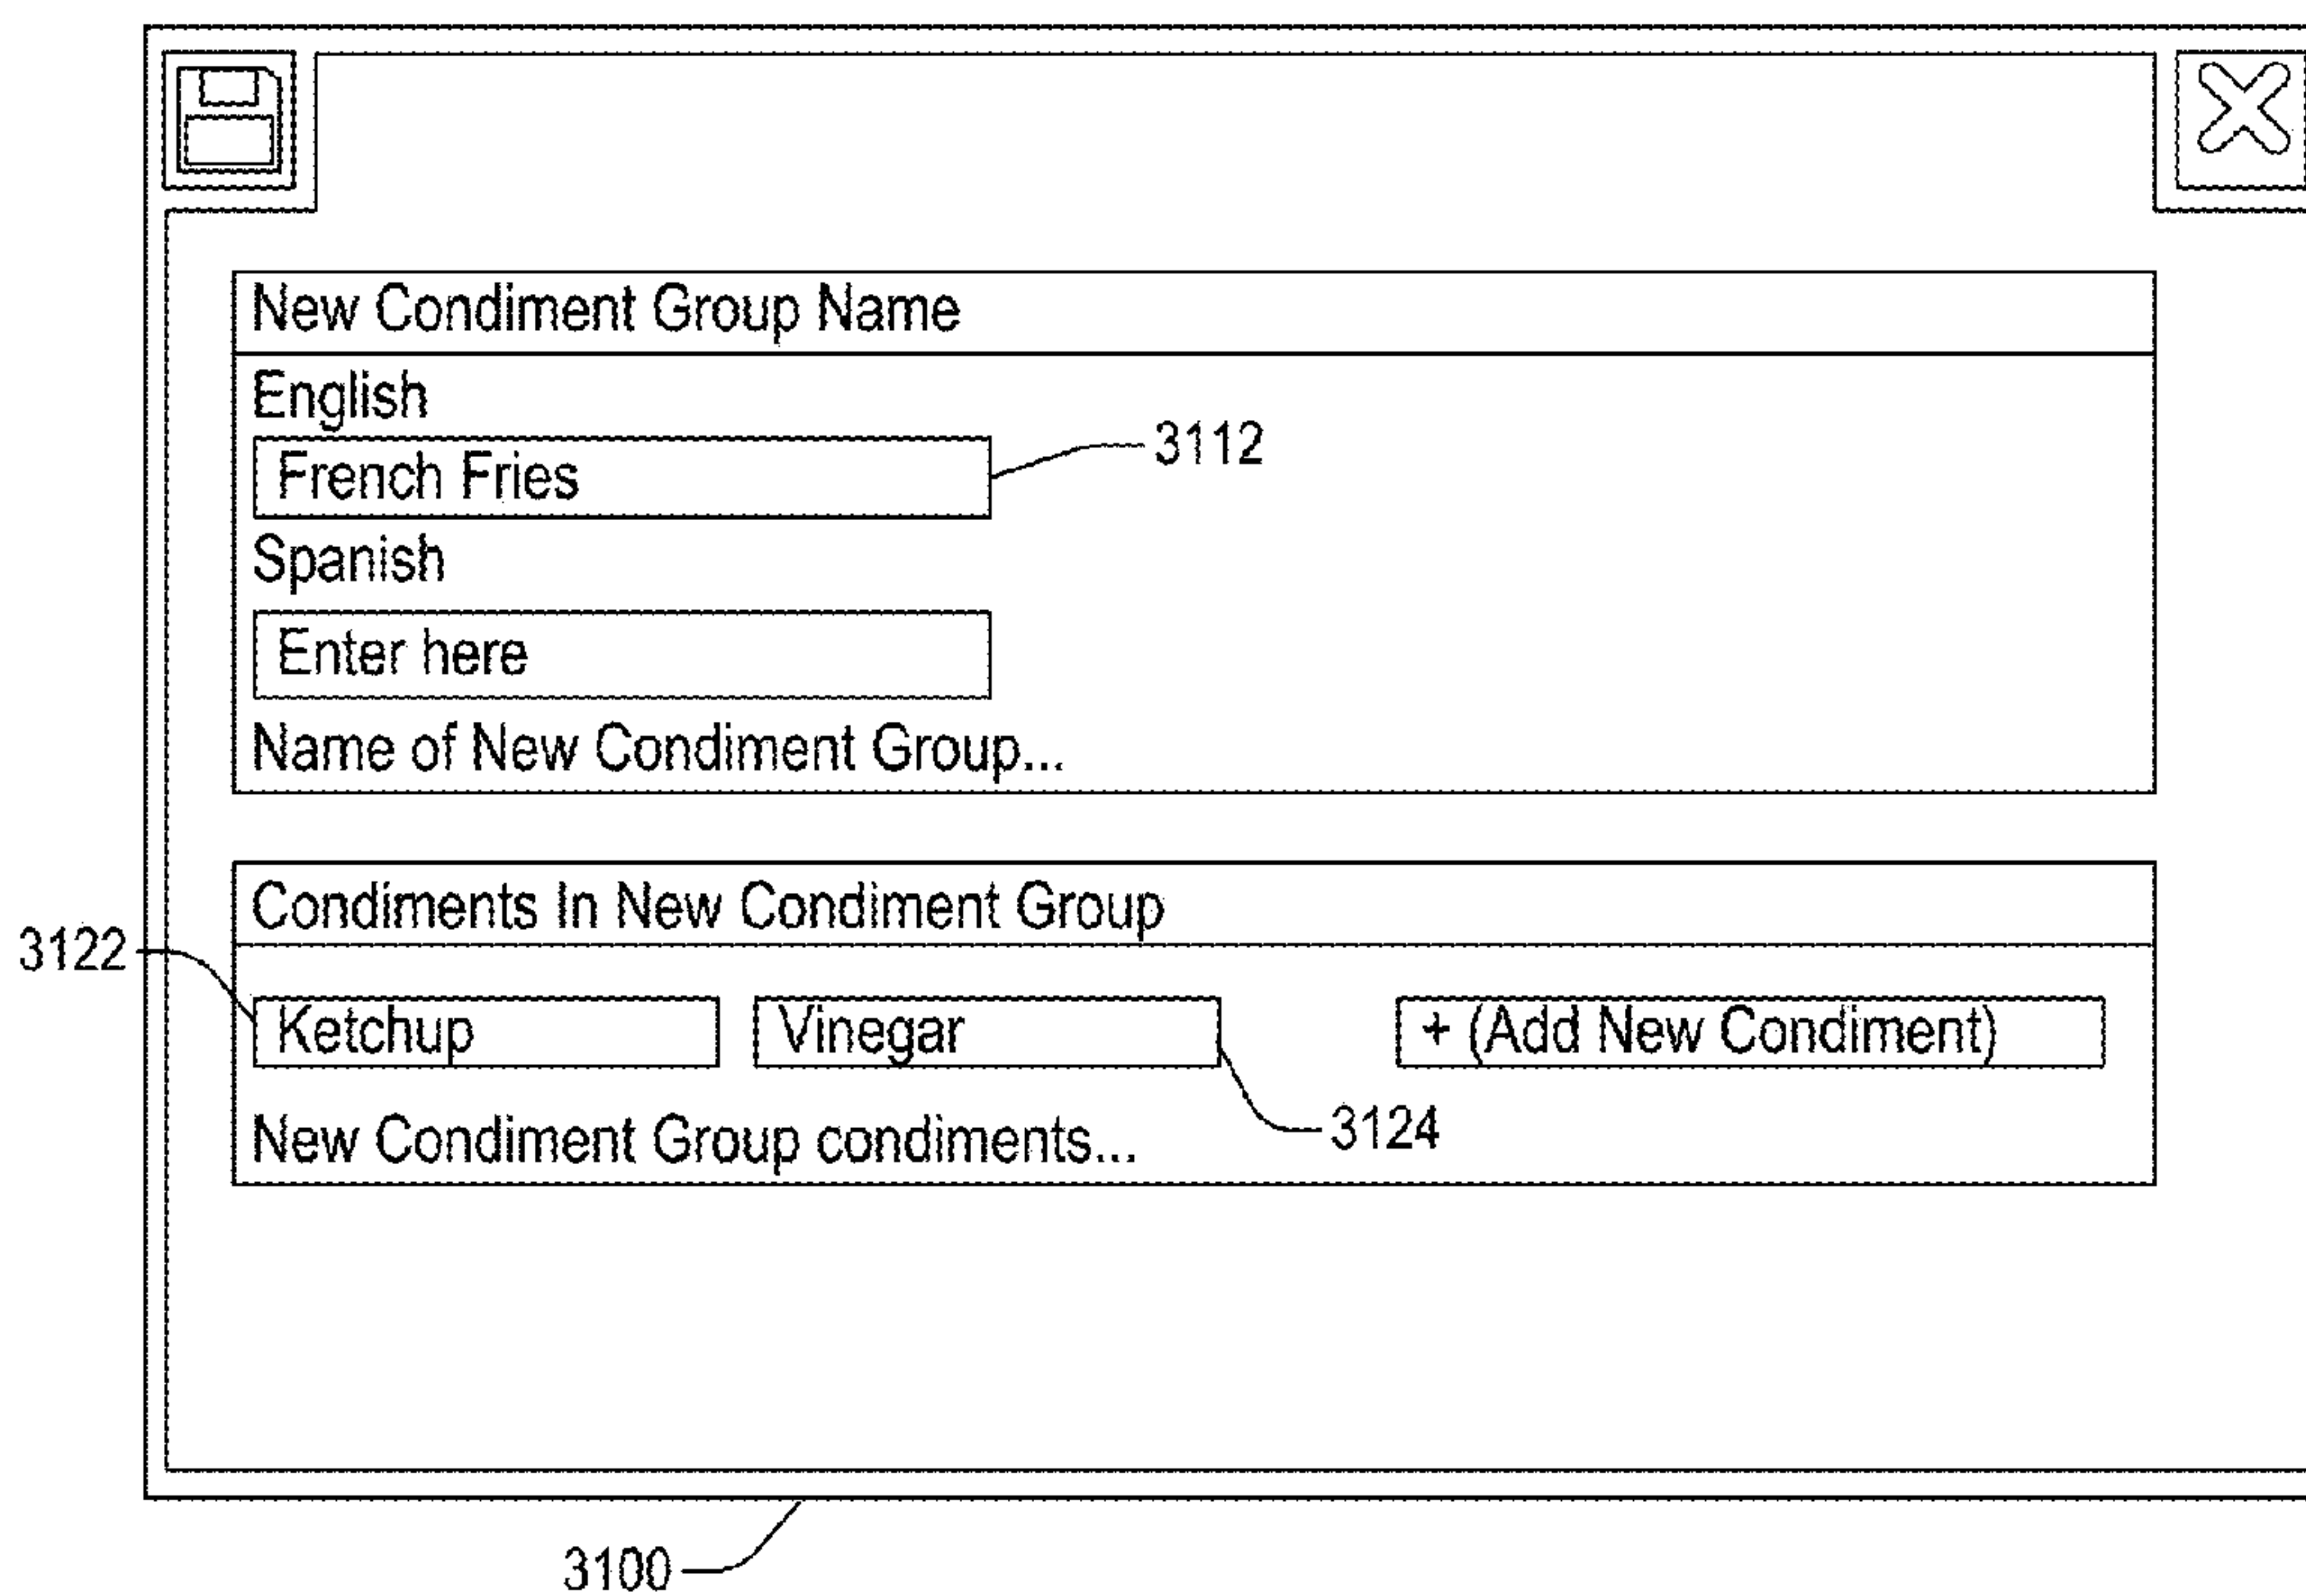 New Condiment Group Name
English
French Fries
3112
Spanish
Enter here
Name of New Condiment Group...
Condiments In New Condiment Group
3122
Ketchup Vinegar + (Add New Condiment)
3124
New Condiment Group condiments...
3100